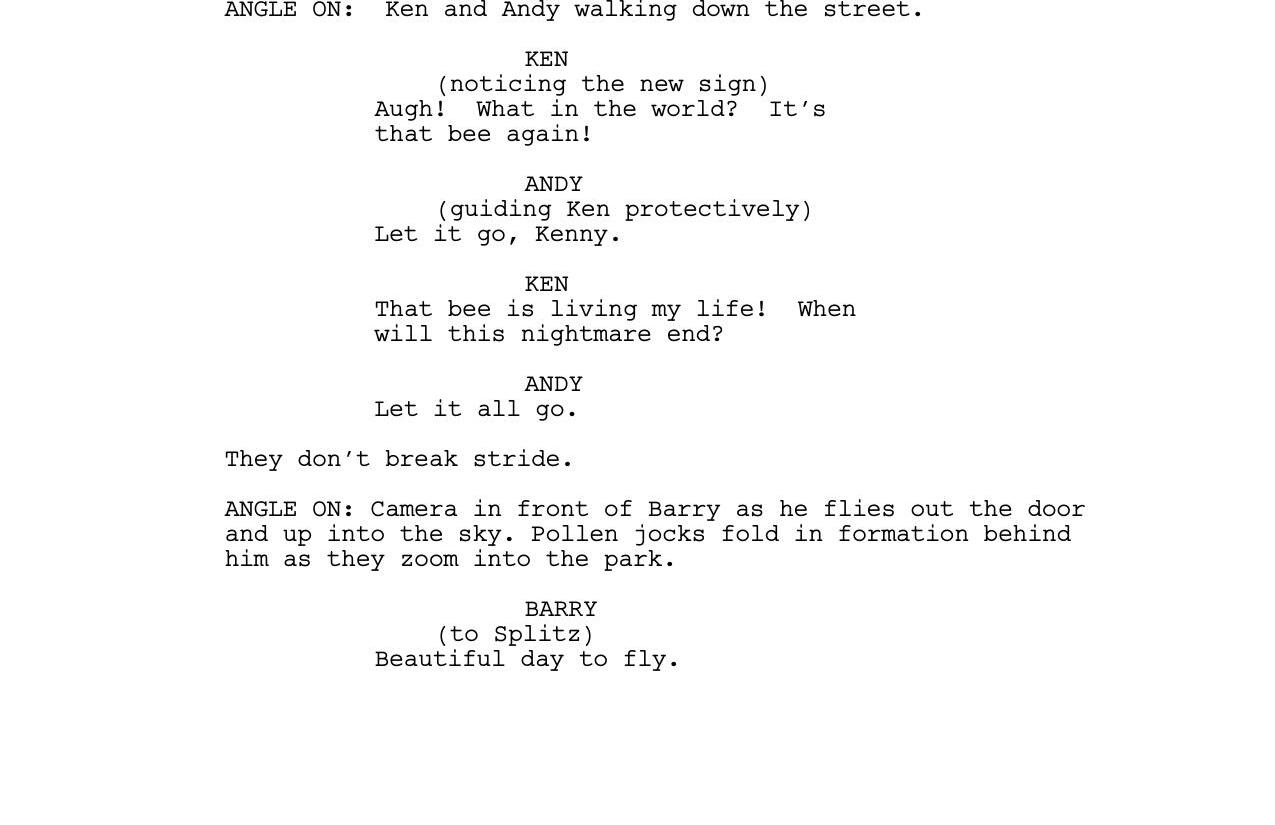 ANGLE ON:  Ken and Andy walking down the street.
KEN
(noticing the new sign)
Augh!  What in the world?  It's
that bee again!
ANDY
(guiding Ken protectively)
Let it go, Kenny.
KEN
That bee is living my life!  When
will this nightmare end?
ANDY
Let it all go.
They don't break stride.
ANGLE ON: Camera in front of Barry as he flies out the door
and up into the sky. Pollen jocks fold in formation behind
him as they zoom into the park.
BARRY
(to Splitz)
Beautiful day to fly.